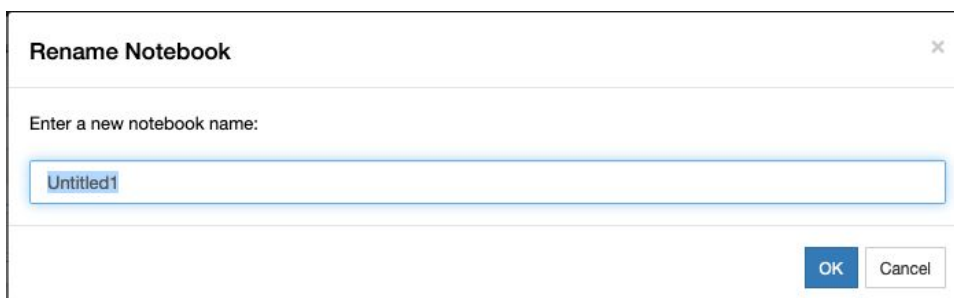 Rename Notebook
×
Enter a new notebook name:
Untitled1
OK Cancel